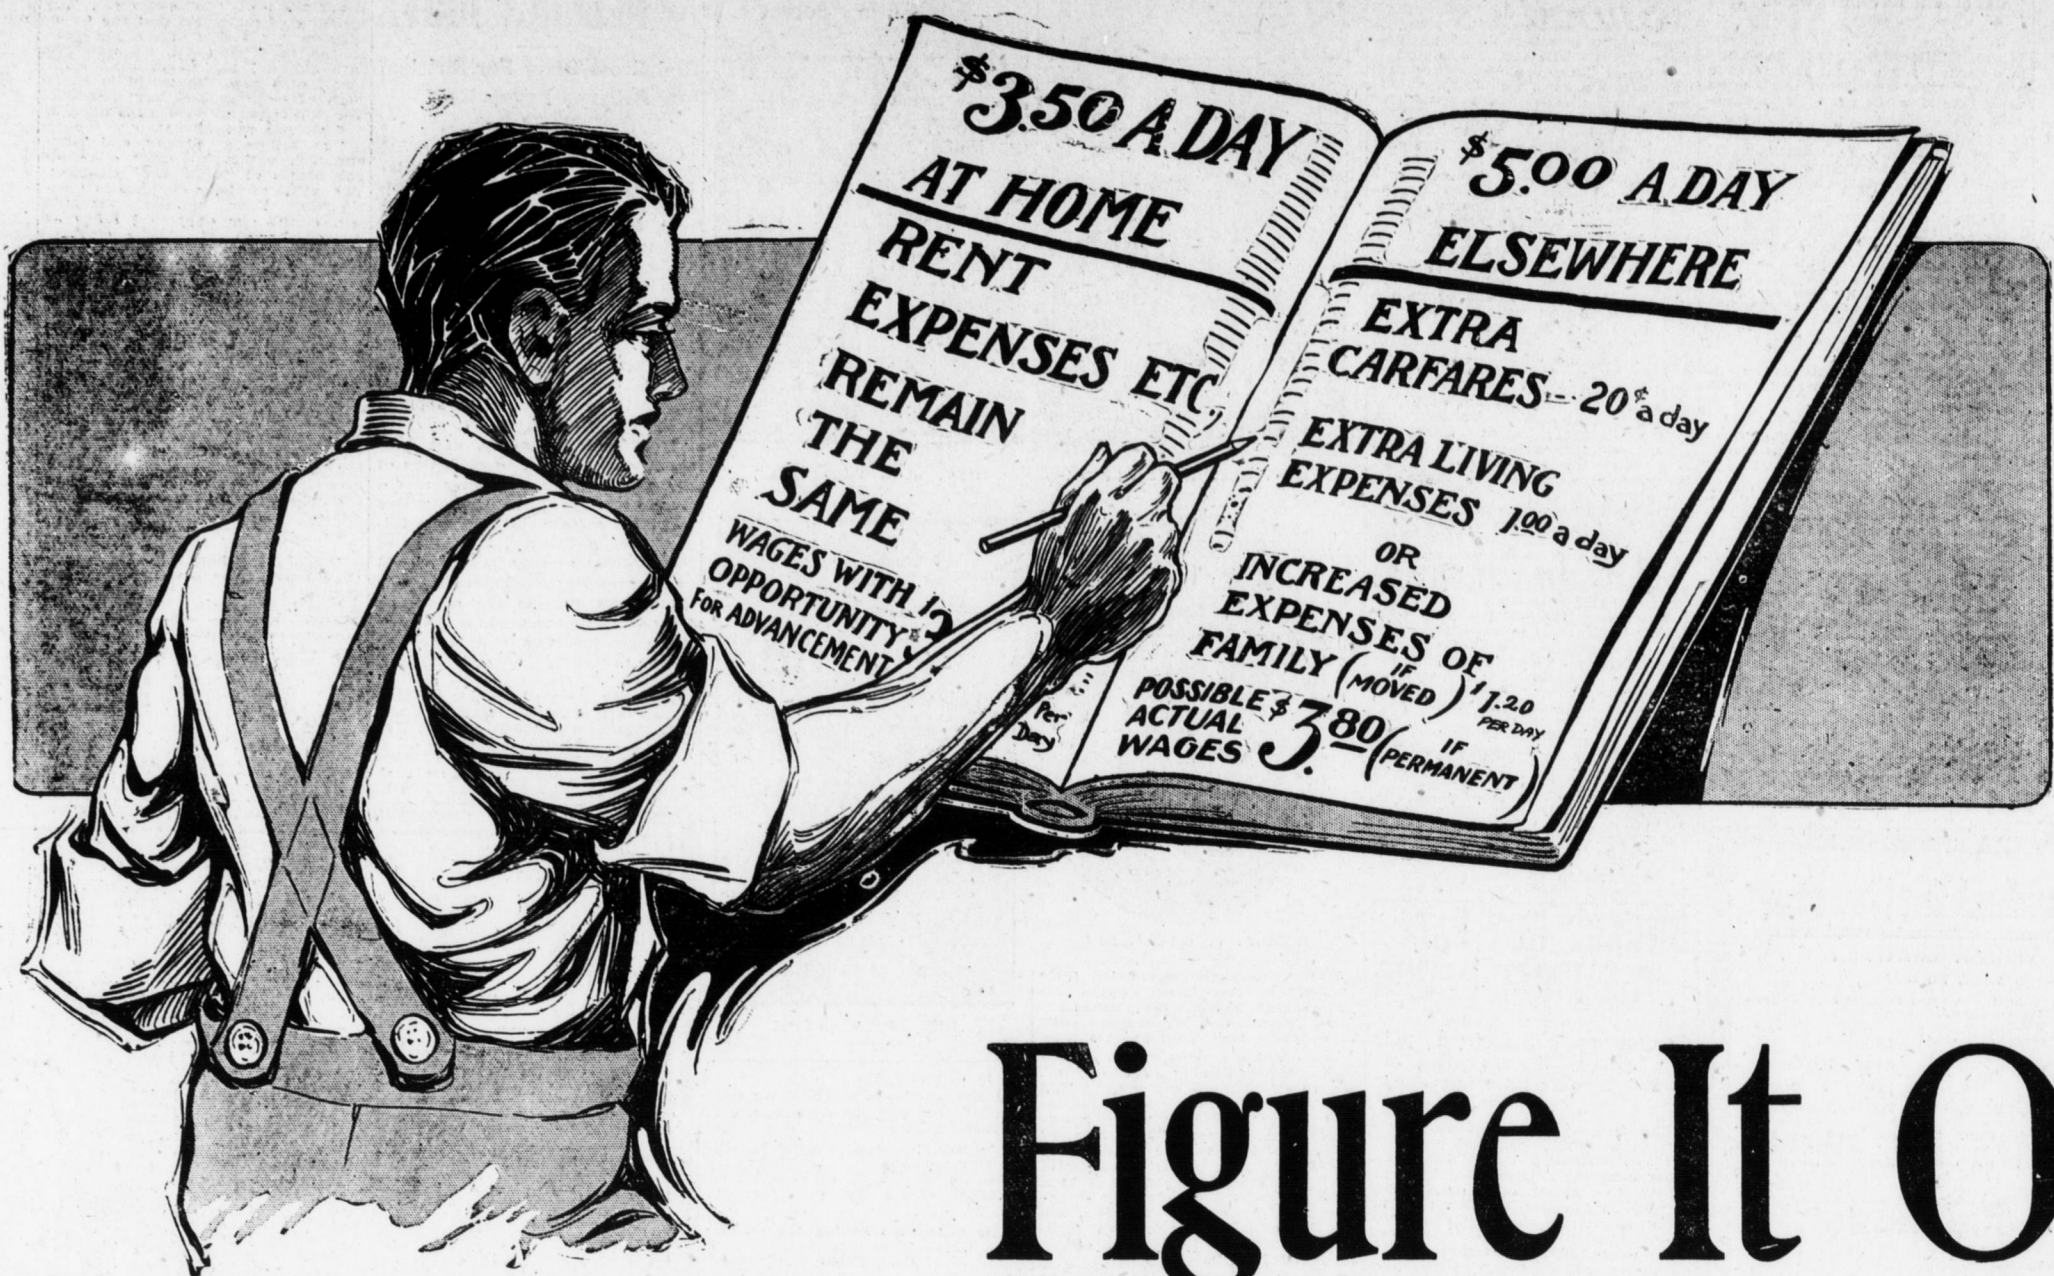 $3.50 A DAY
AT HOME
RENT
EXPENSES ETC
REMAIN
THE
SAME
WAGES WITH
OPPORTUNITY
FOR ADVANCEMENT
Per
Day
$5.00 A DAY
ELSEWHERE
EXTRA
CARFARES -- 20¢ a day
EXTRA LIVING
EXPENSES 1.00 a day
OR
INCREASED
EXPENSES OF
FAMILY (IF MOVED) $1.20
PER DAY
POSSIBLE
ACTUAL
WAGES $3.80 (IF PERMANENT)
Figure It O